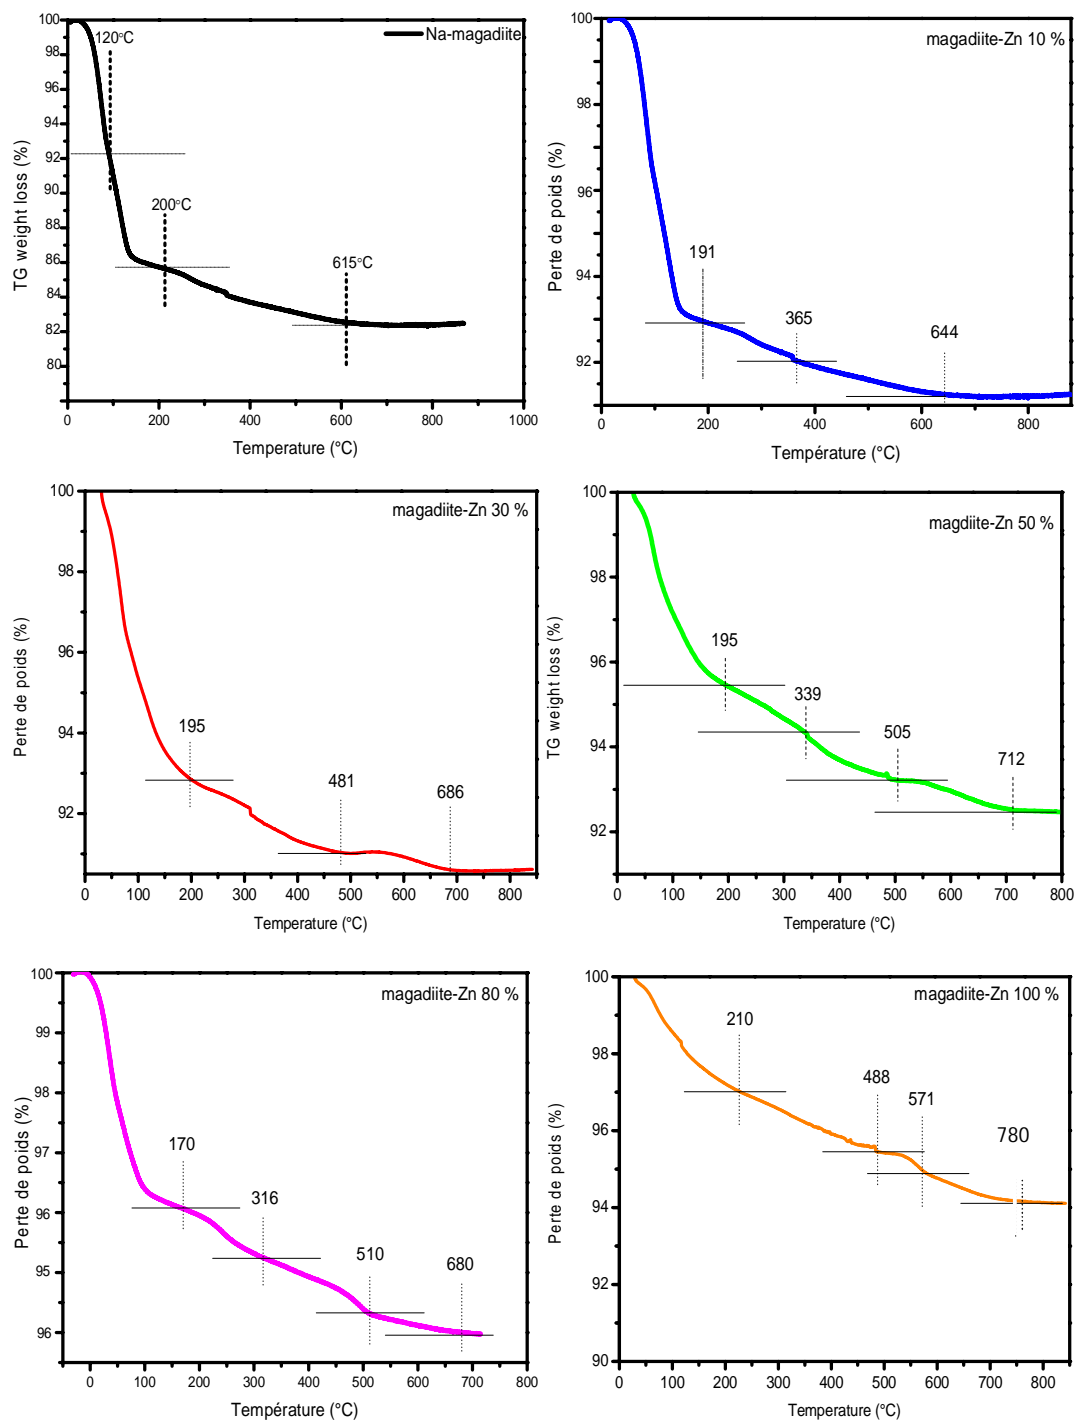 100
98
96
94
92
90
88
86
84
82
80
0
200
400
600
800
1000
120°C
200°C
615°C
Na-magadiite
TG weight loss (%)
Temperature (°C)
100
98
96
94
92
0
200
400
600
800
191
365
644
magadiite-Zn 10 %
Perte de poids (%)
Température (°C)
100
98
96
94
92
0 100 200 300 400 500 600 700 800
195
481
686
magadiite-Zn 30 %
Perte de poids (%)
Temperature (°C)
100
98
96
94
92
0 100 200 300 400 500 600 700 800
195
339
505
712
magdiite-Zn 50 %
TG weight loss (%)
Temperature (°C)
100
99
98
97
96
95
96
0 100 200 300 400 500 600 700 800
170
316
510
680
magadiite-Zn 80 %
Perte de poids (%)
Température (°C)
100
98
96
94
92
90
0 100 200 300 400 500 600 700 800
210
488
571
780
magadiite-Zn 100 %
Perte de poids (%)
Temperature (°C)